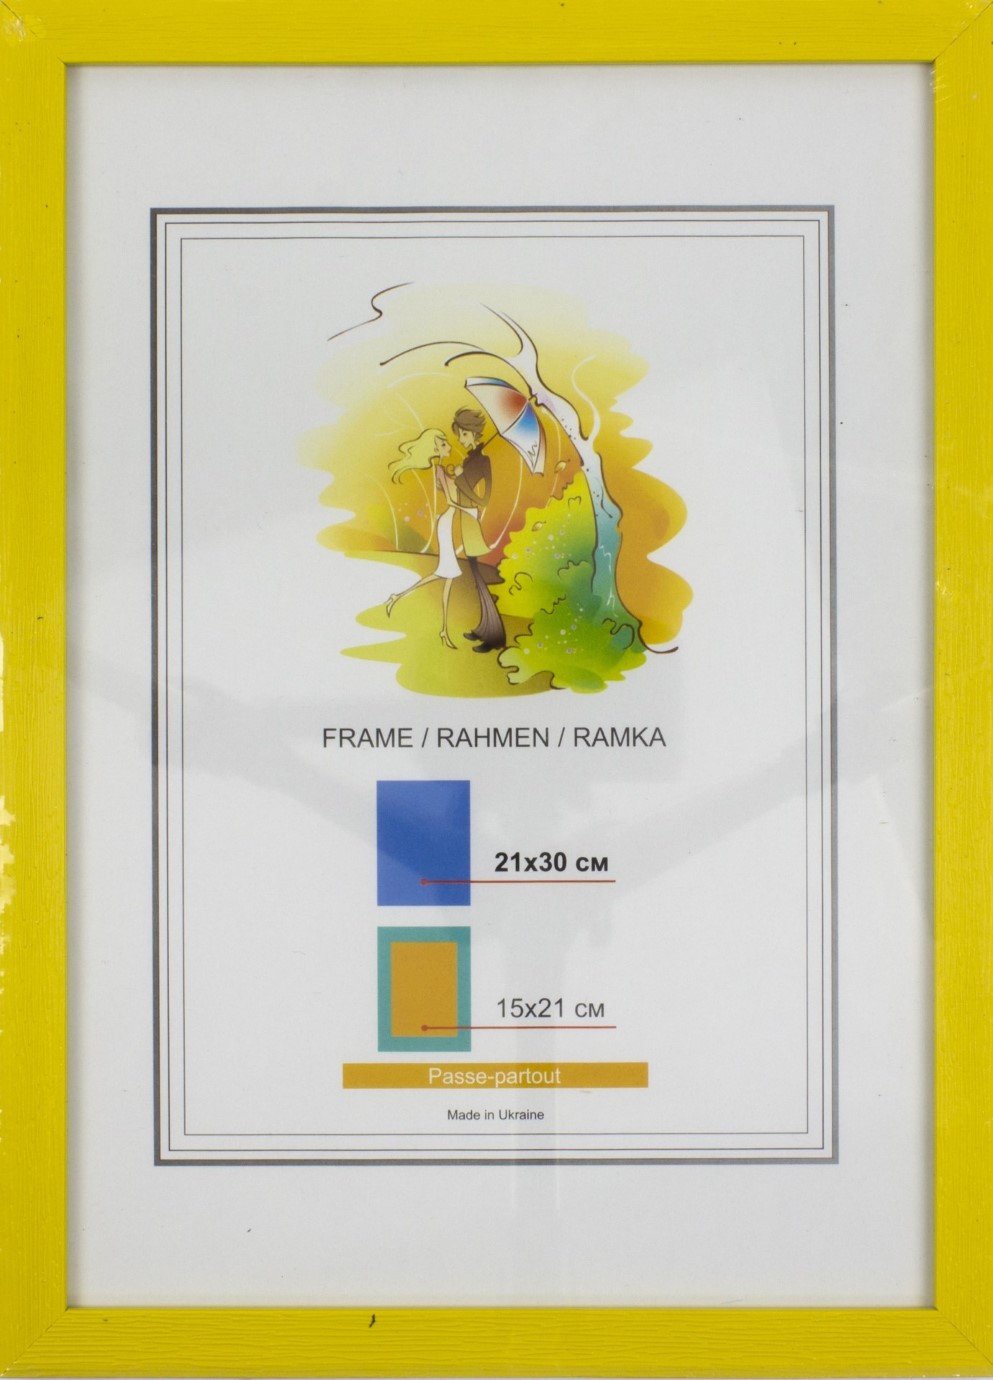 FRAME / RAHMEN / RAMKA
21x30 см
15x21 см
Passe-partout
Made in Ukraine